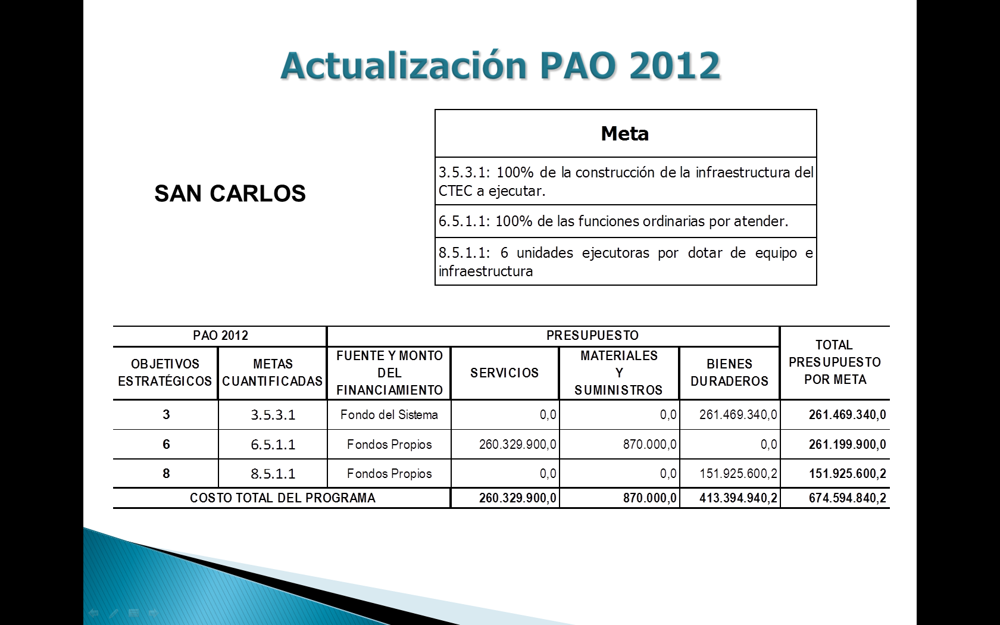 Actualización PAO 2012
SAN CARLOS
Meta
3.5.3.1: 100% de la construcción de la infraestructura del
CTEC a ejecutar.
6.5.1.1: 100% de las funciones ordinarias por atender.
8.5.1.1: 6 unidades ejecutoras por dotar de equipo e
infraestructura
PAO 2012 PRESUPUESTO TOTAL PRESUPUESTO POR META
OBJETIVOS ESTRATÉGICOS METAS CUANTIFICADAS FUENTE Y MONTO DEL FINANCIAMIENTO SERVICIOS MATERIALES Y SUMINISTROS BIENES DURADEROS
3 3.5.3.1 Fondo del Sistema 0,0 0,0 261.469.340,0 261.469.340,0
6 6.5.1.1 Fondos Propios 260.329.900,0 870.000,0 0,0 261.199.900,0
8 8.5.1.1 Fondos Propios 0,0 0,0 151.925.600,2 151.925.600,2
COSTO TOTAL DEL PROGRAMA 260.329.900,0 870.000,0 413.394.940,2 674.594.840,2